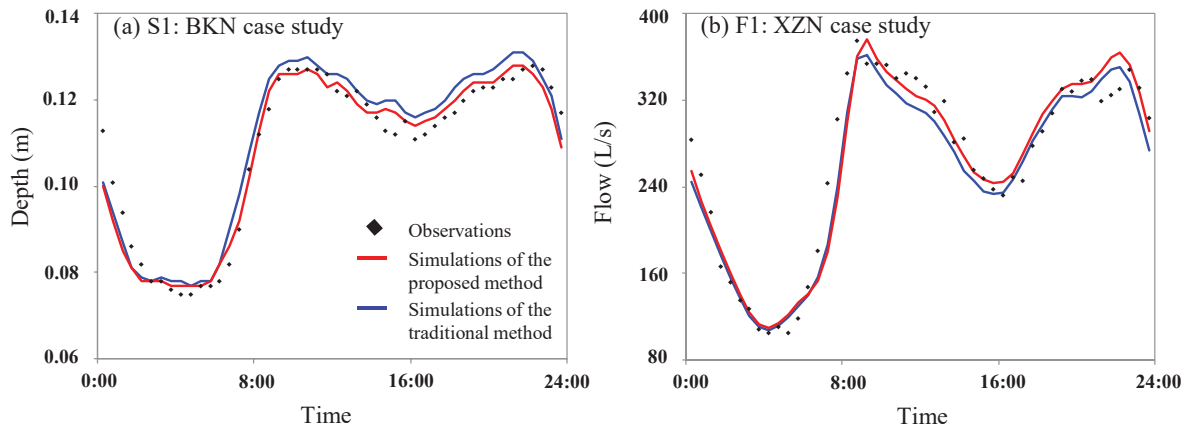 (a) S1: BKN case study
0.14
0.12
0.10
0.08
0.06
Depth (m)
0:00
8:00
16:00
24:00
Time
Observations
Simulations of the
proposed method
Simulations of the
traditional method
(b) F1: XZN case study
400
320
240
160
80
Flow (L/s)
0:00
8:00
16:00
24:00
Time